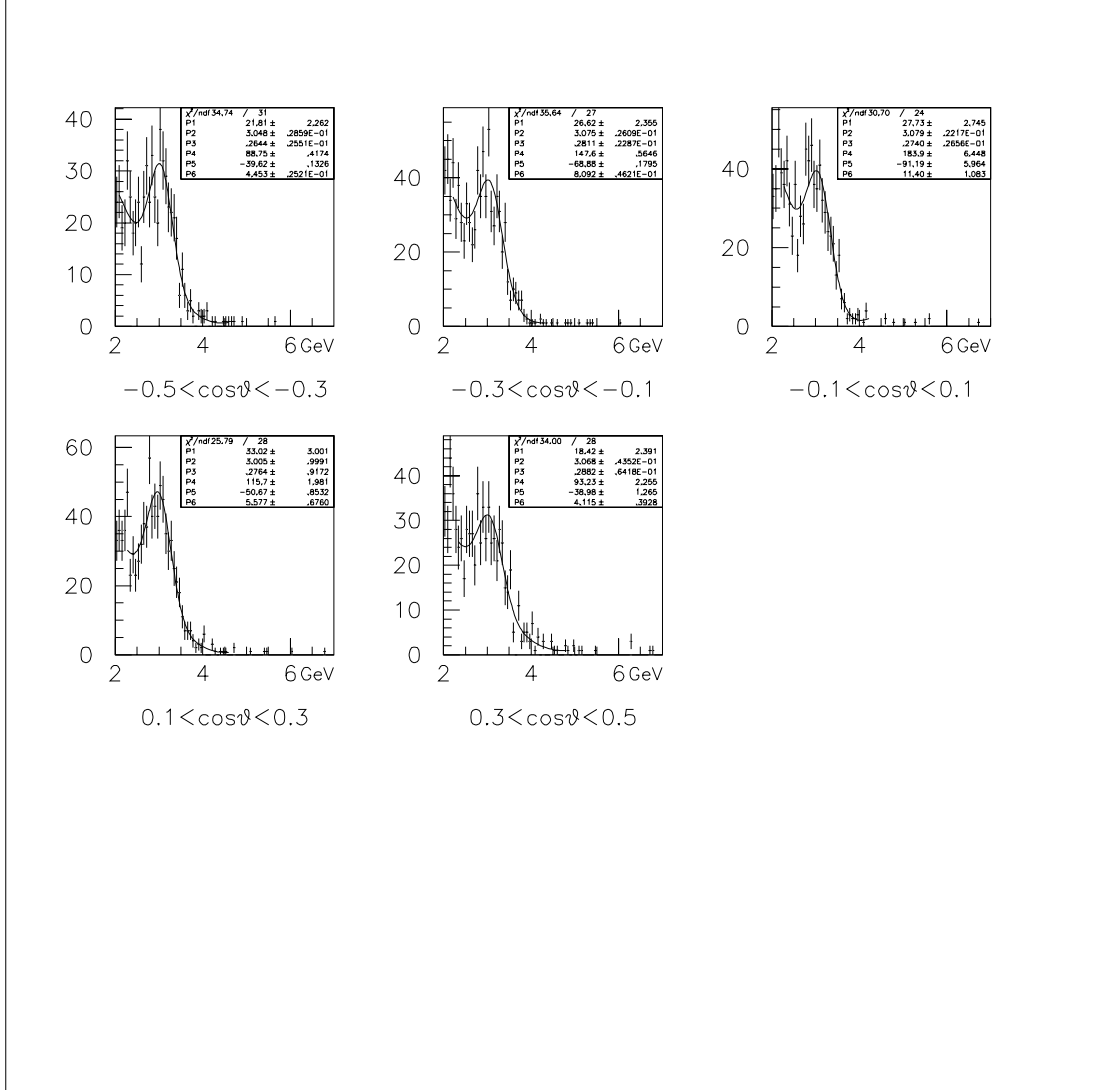 χ²/ndf 34.74 / 31
P1 21.81 ± 2.262
P2 3.048 ± .2859E-01
P3 .2644 ± .2551E-01
P4 88.75 ± .4174
P5 -39.62 ± .1326
P6 4.453 ± .2521E-01
40
30
20
10
0
2 4 6 GeV
-0.5<cosϑ<-0.3
χ²/ndf 35.64 / 27
P1 26.62 ± 2.355
P2 3.075 ± .2609E-01
P3 .2811 ± .2287E-01
P4 147.6 ± .5646
P5 -68.88 ± .1795
P6 8.092 ± .4621E-01
40
20
0
2 4 6 GeV
-0.3<cosϑ<-0.1
χ²/ndf 30.70 / 24
P1 27.73 ± 2.745
P2 3.079 ± .2217E-01
P3 .2740 ± .2656E-01
P4 183.9 ± 6.448
P5 -91.19 ± 5.964
P6 11.40 ± 1.083
40
20
0
2 4 6 GeV
-0.1<cosϑ<0.1
χ²/ndf 25.79 / 28
P1 33.02 ± 3.001
P2 3.005 ± .9991
P3 .2764 ± .9172
P4 115.7 ± 1.981
P5 -50.67 ± .8532
P6 5.577 ± .6760
60
40
20
0
2 4 6 GeV
0.1<cosϑ<0.3
χ²/ndf 34.00 / 28
P1 18.42 ± 2.391
P2 3.068 ± .4352E-01
P3 .2882 ± .6418E-01
P4 93.23 ± 2.255
P5 -38.98 ± 1.265
P6 4.115 ± .3928
40
30
20
10
0
2 4 6 GeV
0.3<cosϑ<0.5